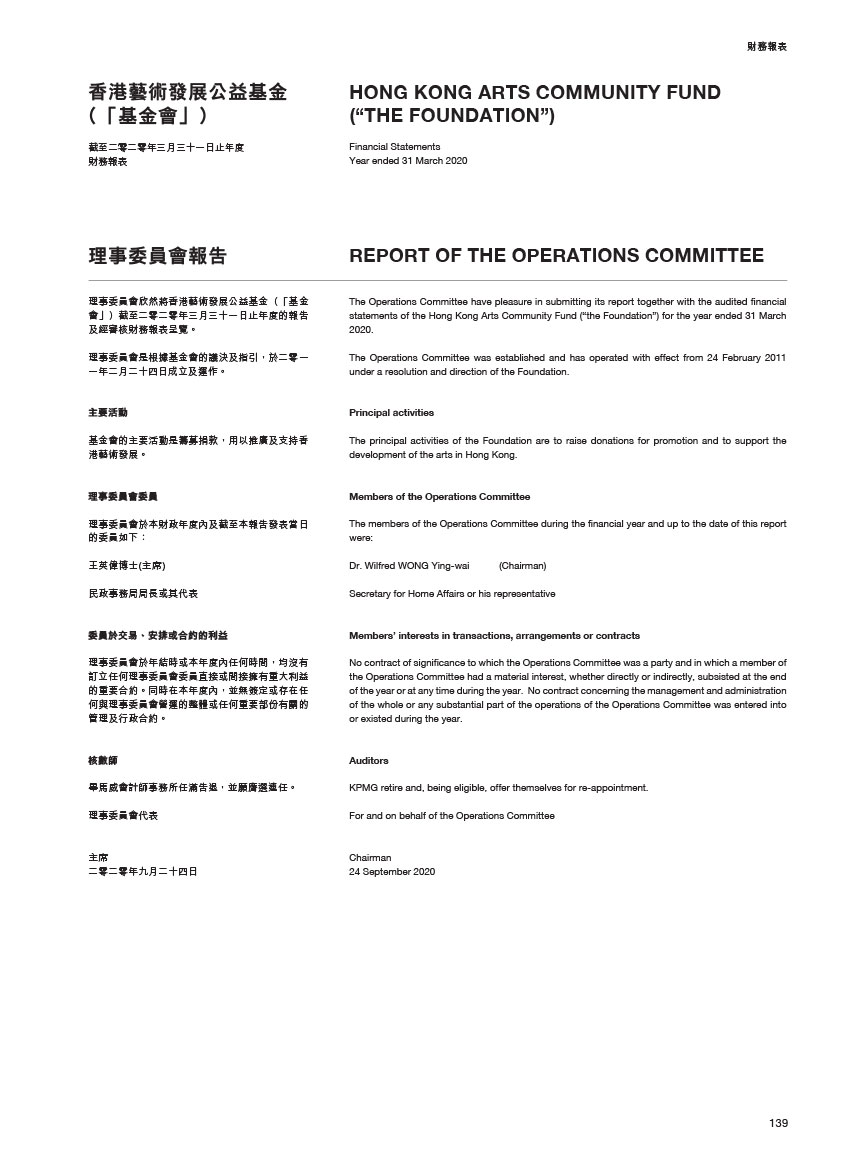 財務報表
香港藝術發展公益基金
（「基金會」）
截至二零二零年三月三十一日止年度
財務報表
HONG KONG ARTS COMMUNITY FUND
(“THE FOUNDATION”)
Financial Statements
Year ended 31 March 2020
理事委員會報告
REPORT OF THE OPERATIONS COMMITTEE
理事委員會欣然將香港藝術發展公益基金（「基金
會」）截至二零二零年三月三十一日止年度的報告
及經審核財務報表呈覽。
The Operations Committee have pleasure in submitting its report together with the audited financial
statements of the Hong Kong Arts Community Fund (“the Foundation”) for the year ended 31 March
2020.
理事委員會是根據基金會的議決及指引，於二零一
一年二月二十四日成立及運作。
The Operations Committee was established and has operated with effect from 24 February 2011
under a resolution and direction of the Foundation.
主要活動
Principal activities
基金會的主要活動是籌募捐款，用以推廣及支持香
港藝術發展。
The principal activities of the Foundation are to raise donations for promotion and to support the
development of the arts in Hong Kong.
理事委員會委員
Members of the Operations Committee
理事委員會於本財政年度內及截至本報告發表當日
的委員如下：
The members of the Operations Committee during the financial year and up to the date of this report
were:
王英偉博士(主席)
Dr. Wilfred WONG Ying-wai (Chairman)
民政事務局局長或其代表
Secretary for Home Affairs or his representative
委員於交易、安排或合約的利益
Members’ interests in transactions, arrangements or contracts
理事委員會於年結時或本年度內任何時間，均沒有
訂立任何理事委員會委員直接或間接擁有重大利益
的重要合約。同時在本年度內，並無簽定或存在任
何與理事委員會營運的整體或任何重要部份有關的
管理及行政合約。
No contract of significance to which the Operations Committee was a party and in which a member of
the Operations Committee had a material interest, whether directly or indirectly, subsisted at the end
of the year or at any time during the year. No contract concerning the management and administration
of the whole or any substantial part of the operations of the Operations Committee was entered into
or existed during the year.
核數師
Auditors
畢馬威會計師事務所任滿告退，並願膺選連任。
KPMG retire and, being eligible, offer themselves for re-appointment.
理事委員會代表
For and on behalf of the Operations Committee
主席
二零二零年九月二十四日
Chairman
24 September 2020
139